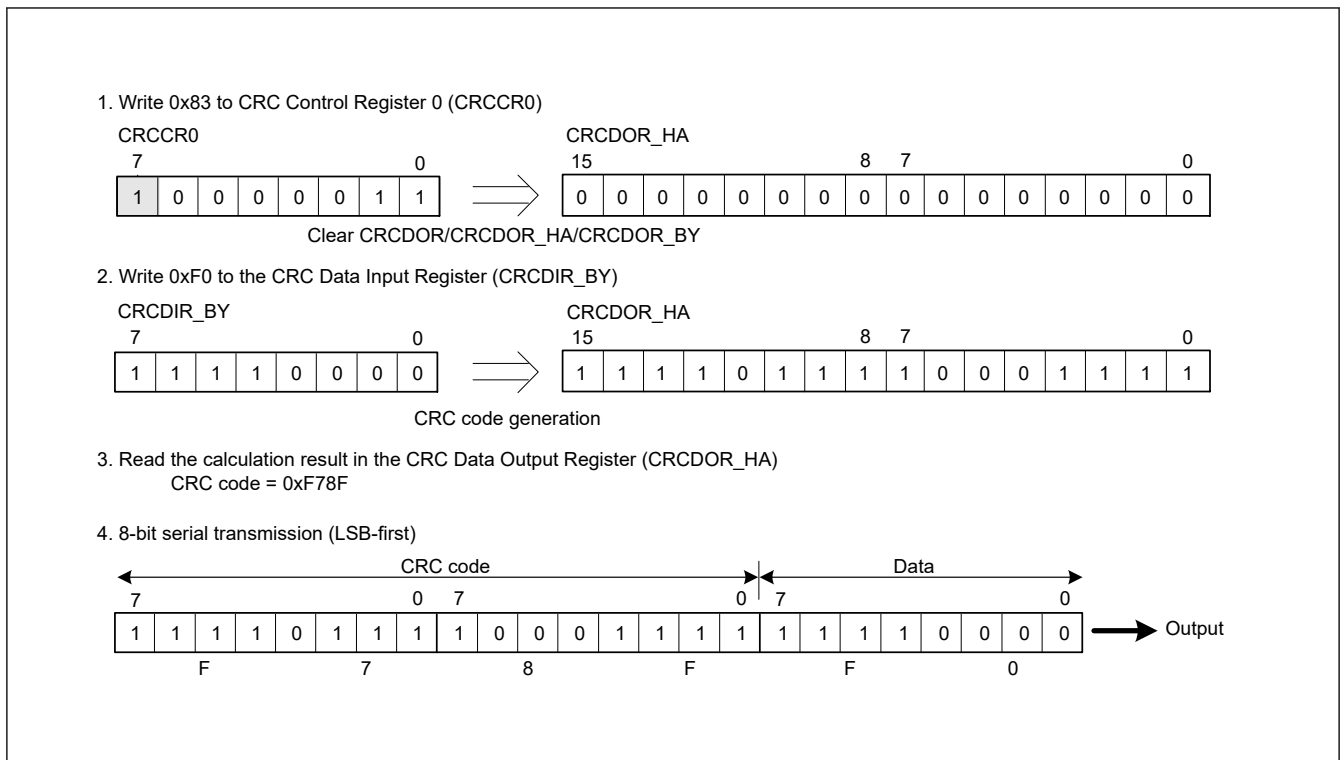 1. Write 0x83 to CRC Control Register 0 (CRCCR0)
CRCCR0 CRCDOR_HA
7 0 15 8 7 0
1 0 0 0 0 0 1 1 0 0 0 0 0 0 0 0 0 0 0 0 0 0 0 0
Clear CRCDOR/CRCDOR_HA/CRCDOR_BY
2. Write 0xF0 to the CRC Data Input Register (CRCDIR_BY)
CRCDIR_BY CRCDOR_HA
7 0 15 8 7 0
1 1 1 1 0 0 0 0 1 1 1 1 0 1 1 1 1 0 0 0 1 1 1 1
CRC code generation
3. Read the calculation result in the CRC Data Output Register (CRCDOR_HA)
CRC code = 0xF78F
4. 8-bit serial transmission (LSB-first)
CRC code Data
7 0 7 0 7 0
1 1 1 1 0 1 1 1 1 0 0 0 1 1 1 1 1 1 1 1 0 0 0 0 Output
F 7 8 F F 0